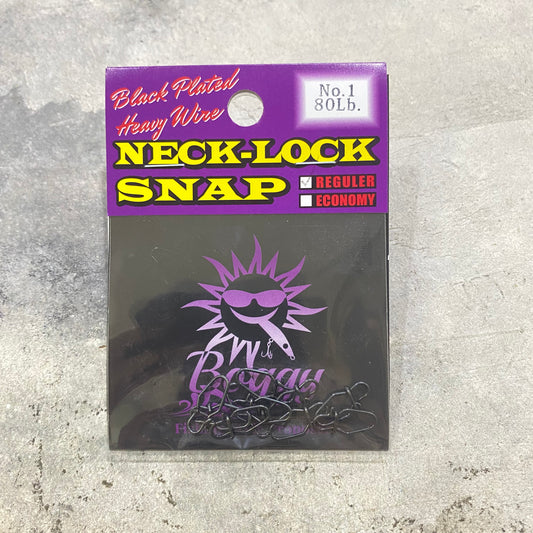 Black Plated
Heavy Wire
No.1
80Lb.
NECK-LOCK
SNAP
REGULER
ECONOMY